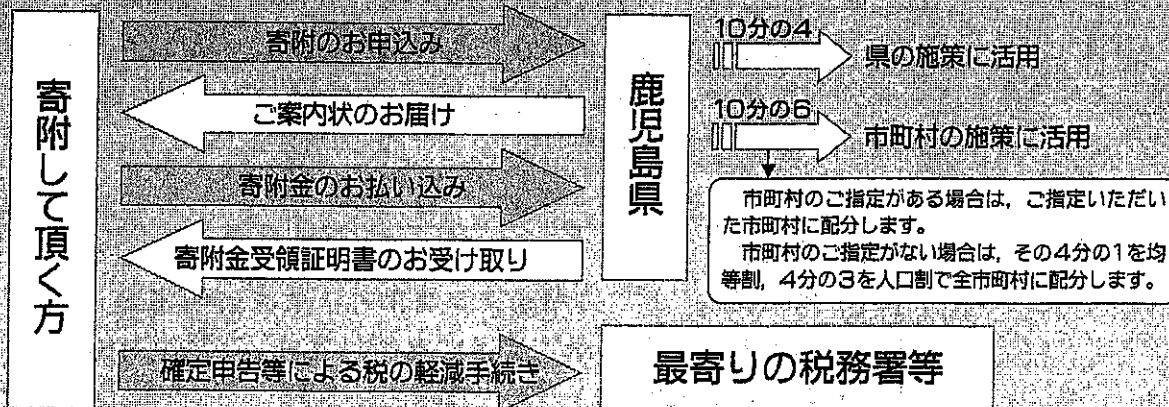 寄附して頂く方
寄附のお申込み
ご案内状のお届け
寄附金のお払い込み
寄附金受領証明書のお受け取り
確定申告等による税の軽減手続き
鹿児島県
10分の4
県の施策に活用
10分の6
市町村の施策に活用
市町村のご指定がある場合は，ご指定いただい
た市町村に配分します。
市町村のご指定がない場合は，その4分の1を均
等割，4分の3を人口割で全市町村に配分します。
最寄りの税務署等